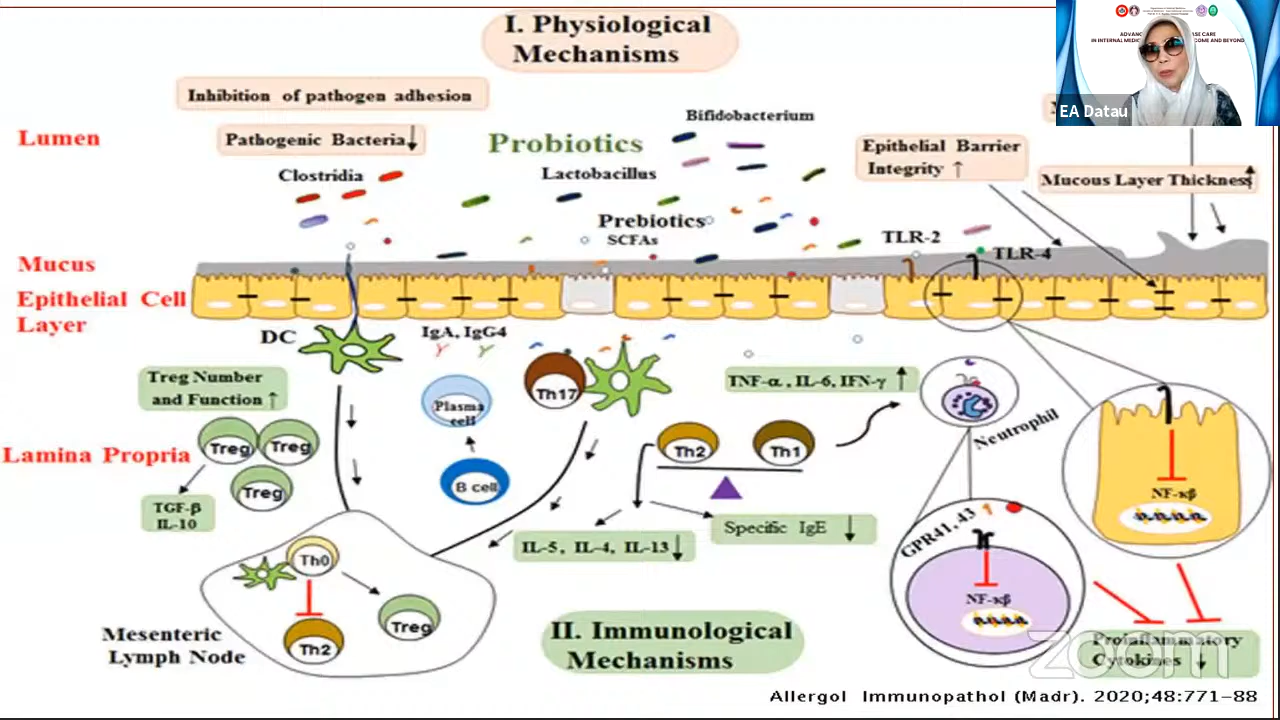 I. Physiological
Mechanisms
Inhibition of pathogen adhesion
Lumen
Pathogenic Bacteria↓
Probiotics
Bifidobacterium
Clostridia
Lactobacillus
Epithelial Barrier
Integrity ↑
Mucous Layer Thickness↑
Prebiotics
SCFAs
TLR-2
TLR-4
Mucus
Epithelial Cell
Layer
DC
IgA, IgG4
Treg Number
and Function ↑
Plasma
cell
Th17
TNF-α , IL-6, IFN-γ ↑
Neutrophil
Treg
Treg
Treg
Lamina Propria
B cell
Th2
Th1
TGF-β
IL-10
Specific IgE ↓
IL-5, IL-4, IL-13↓
GPR41, 43
NF-κβ
NF-κβ
Th0
Treg
Th2
Mesenteric
Lymph Node
II. Immunological
Mechanisms
Proinflammatory
Cytokines ↓
zoom
Allergol Immunopathol (Madr). 2020;48:771–88
EA Datau